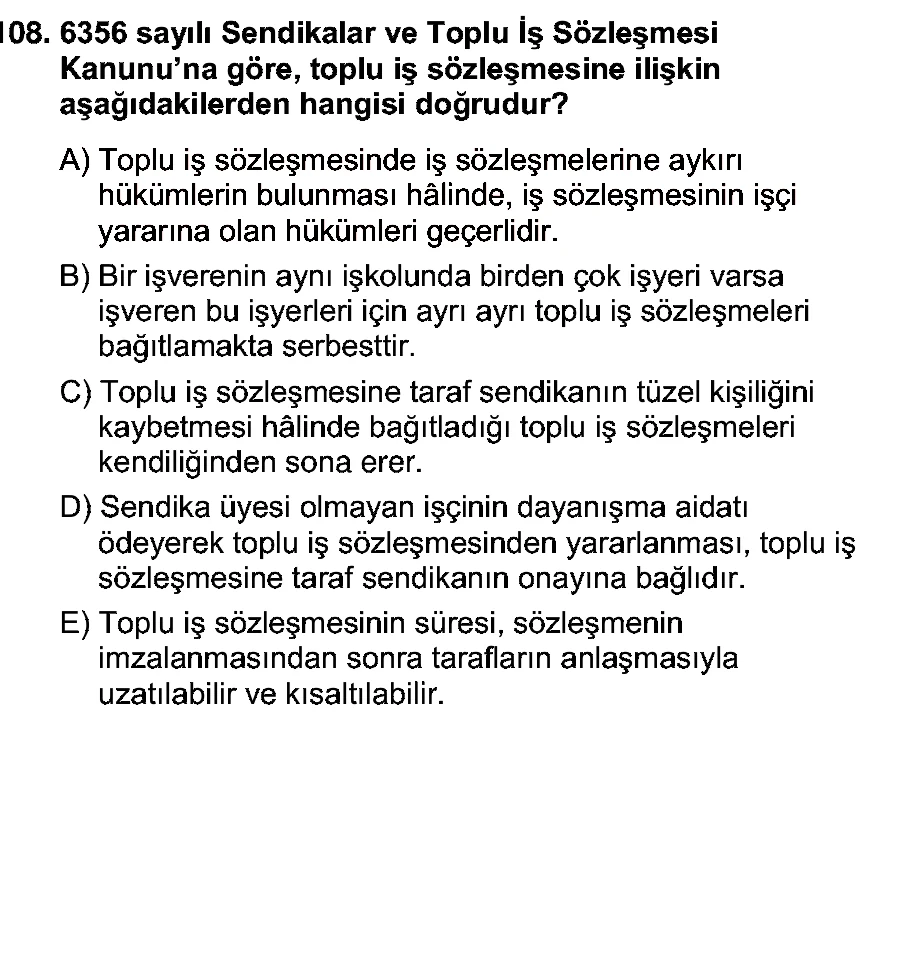 108. 6356 sayılı Sendikalar ve Toplu İş Sözleşmesi
Kanunu’na göre, toplu iş sözleşmesine ilişkin
aşağıdakilerden hangisi doğrudur?
A) Toplu iş sözleşmesinde iş sözleşmelerine aykırı
hükümlerin bulunması hâlinde, iş sözleşmesinin işçi
yararına olan hükümleri geçerlidir.
B) Bir işverenin aynı işkolunda birden çok işyeri varsa
işveren bu işyerleri için ayrı ayrı toplu iş sözleşmeleri
bağıtlamakta serbesttir.
C) Toplu iş sözleşmesine taraf sendikanın tüzel kişiliğini
kaybetmesi hâlinde bağıtladığı toplu iş sözleşmeleri
kendiliğinden sona erer.
D) Sendika üyesi olmayan işçinin dayanışma aidatı
ödeyerek toplu iş sözleşmesinden yararlanması, toplu iş
sözleşmesine taraf sendikanın onayına bağlıdır.
E) Toplu iş sözleşmesinin süresi, sözleşmenin
imzalanmasından sonra tarafların anlaşmasıyla
uzatılabilir ve kısaltılabilir.